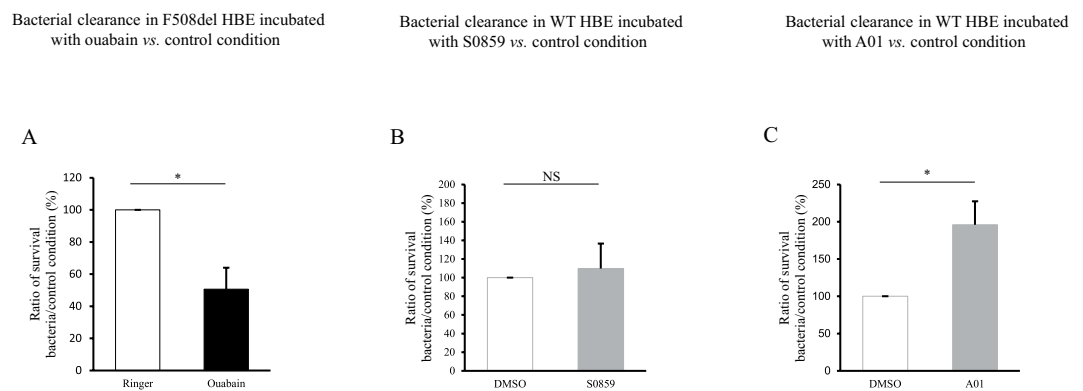 Bacterial clearance in F508del HBE incubated
with ouabain vs. control condition
Bacterial clearance in WT HBE incubated
with S0859 vs. control condition
Bacterial clearance in WT HBE incubated
with A01 vs. control condition
A
Ratio of survival
bacteria/control condition (%)
120
100
80
60
40
20
0
*
Ringer
Ouabain
B
Ratio of survival
bacteria/control condition (%)
200
180
160
140
120
100
80
60
40
20
0
NS
DMSO
S0859
C
Ratio of survival
bacteria/control condition (%)
250
200
150
100
50
0
*
DMSO
A01